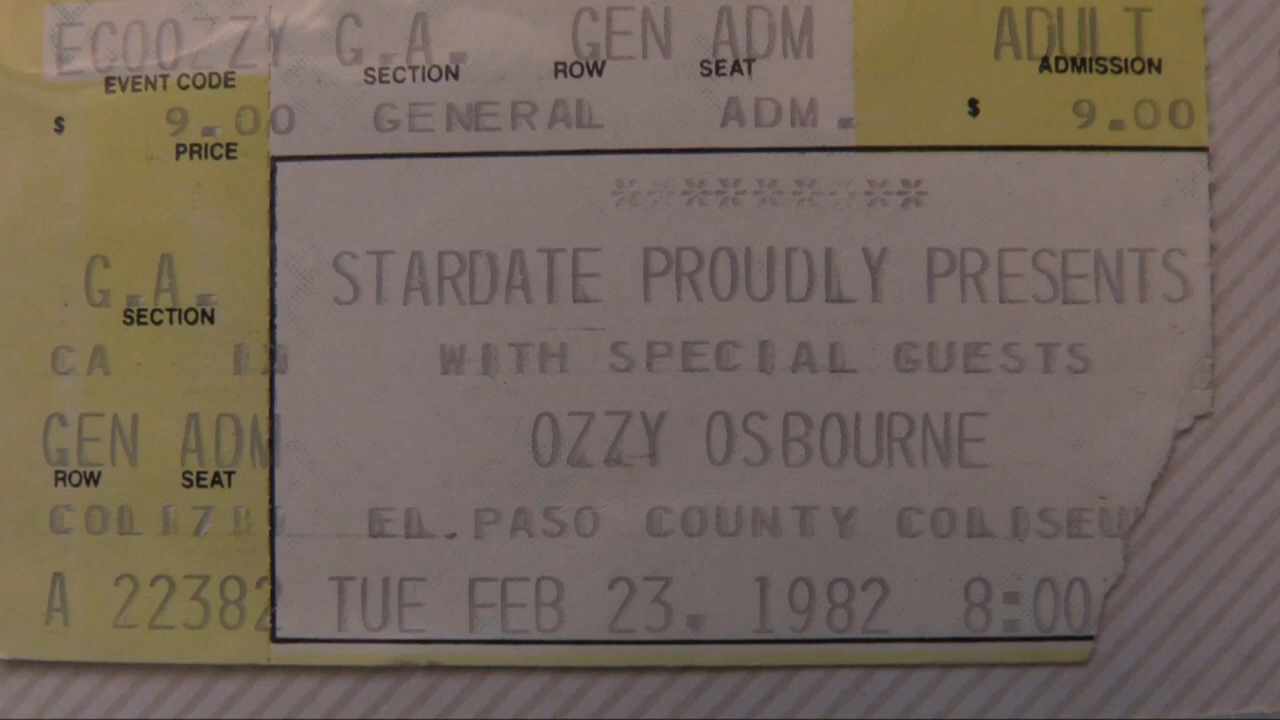 ECOOZZY G.A. GEN ADM ADULT
EVENT CODE SECTION ROW SEAT ADMISSION
$ 9.00 GENERAL ADM. $ 9.00
PRICE
********
G.A. STARDATE PROUDLY PRESENTS
SECTION
CA WITH SPECIAL GUESTS
GEN ADM OZZY OSBOURNE
ROW SEAT
EL.PASO COUNTY COLISEU
A 22382 TUE FEB 23. 1982 8:00